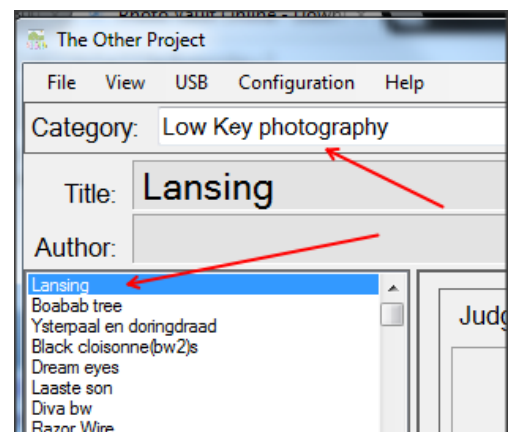 The Other Project
File View USB Configuration Help
Category: Low Key photography
Title: Lansing
Author:
Lansing
Boabab tree
Ysterpaal en doringdraad
Black cloisonne(bw2)s
Dream eyes
Laaste son
Diva bw
Razor Wire
Judg